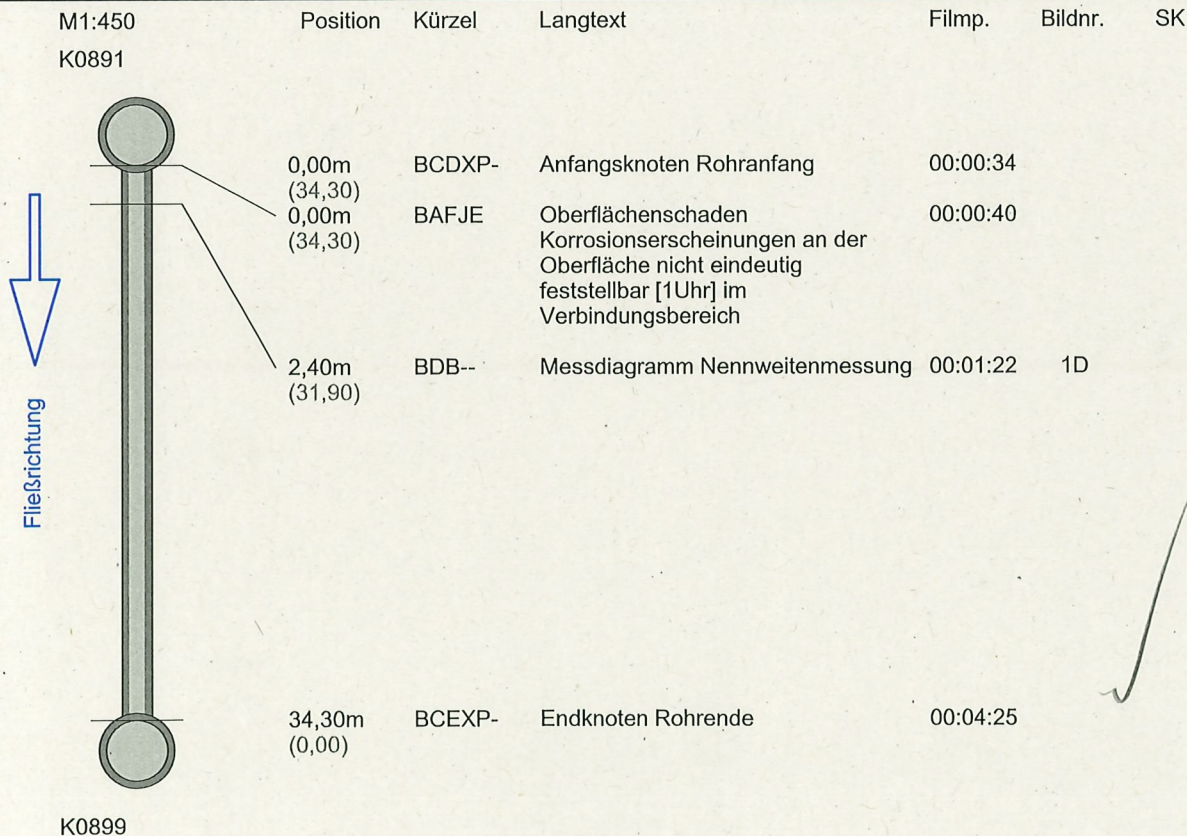 M1:450 Position Kürzel Langtext Filmp. Bildnr. SK
K0891
0,00m BCDXP- Anfangsknoten Rohranfang 00:00:34
(34,30)
0,00m BAFJE Oberflächenschaden 00:00:40
(34,30) Korrosionserscheinungen an der
Oberfläche nicht eindeutig
feststellbar [1Uhr] im
Verbindungsbereich
2,40m BDB-- Messdiagramm Nennweitenmessung 00:01:22 1D
(31,90)
Fließrichtung
34,30m BCEXP- Endknoten Rohrende 00:04:25
(0,00)
K0899